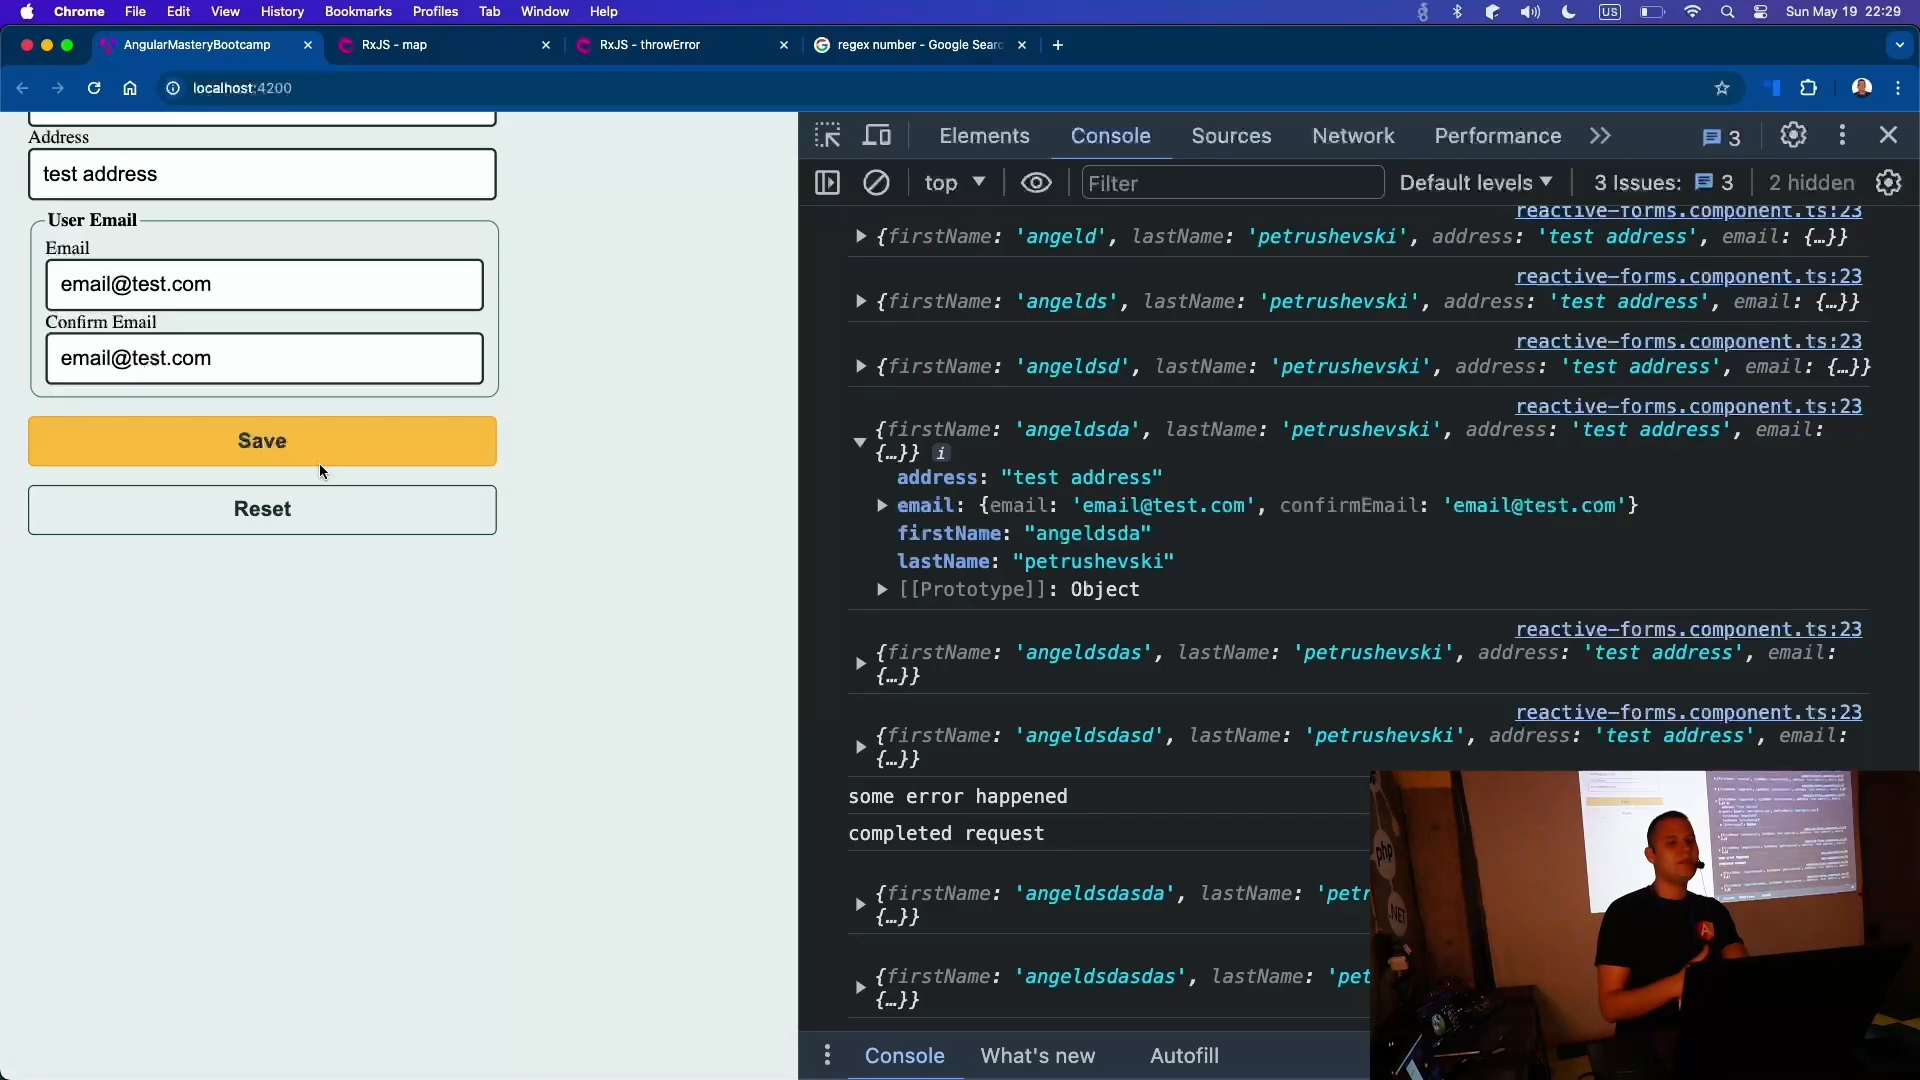 Chrome File Edit View History Bookmarks Profiles Tab Window Help US Sun May 19 22:29
AngularMasteryBootcamp RxJS - map RxJS - throwError regex number - Google Searc
localhost:4200
Address
test address
User Email
Email
email@test.com
Confirm Email
email@test.com
Save
Reset
Elements Console Sources Network Performance 3
top Filter Default levels 3 Issues: 3 2 hidden
reactive-forms.component.ts:23
{firstName: 'angeld', lastName: 'petrushevski', address: 'test address', email: {…}}
reactive-forms.component.ts:23
{firstName: 'angelds', lastName: 'petrushevski', address: 'test address', email: {…}}
reactive-forms.component.ts:23
{firstName: 'angeldsd', lastName: 'petrushevski', address: 'test address', email: {…}}
reactive-forms.component.ts:23
{firstName: 'angeldsda', lastName: 'petrushevski', address: 'test address', email:
{…}} i
address: "test address"
email: {email: 'email@test.com', confirmEmail: 'email@test.com'}
firstName: "angeldsda"
lastName: "petrushevski"
[[Prototype]]: Object
reactive-forms.component.ts:23
{firstName: 'angeldsdas', lastName: 'petrushevski', address: 'test address', email:
{…}}
reactive-forms.component.ts:23
{firstName: 'angeldsdasd', lastName: 'petrushevski', address: 'test address', email:
{…}}
some error happened
completed request
{firstName: 'angeldsdasda', lastName: 'petr
{…}}
{firstName: 'angeldsdasdas', lastName: 'pet
{…}}
Console What's new Autofill
php
.NET